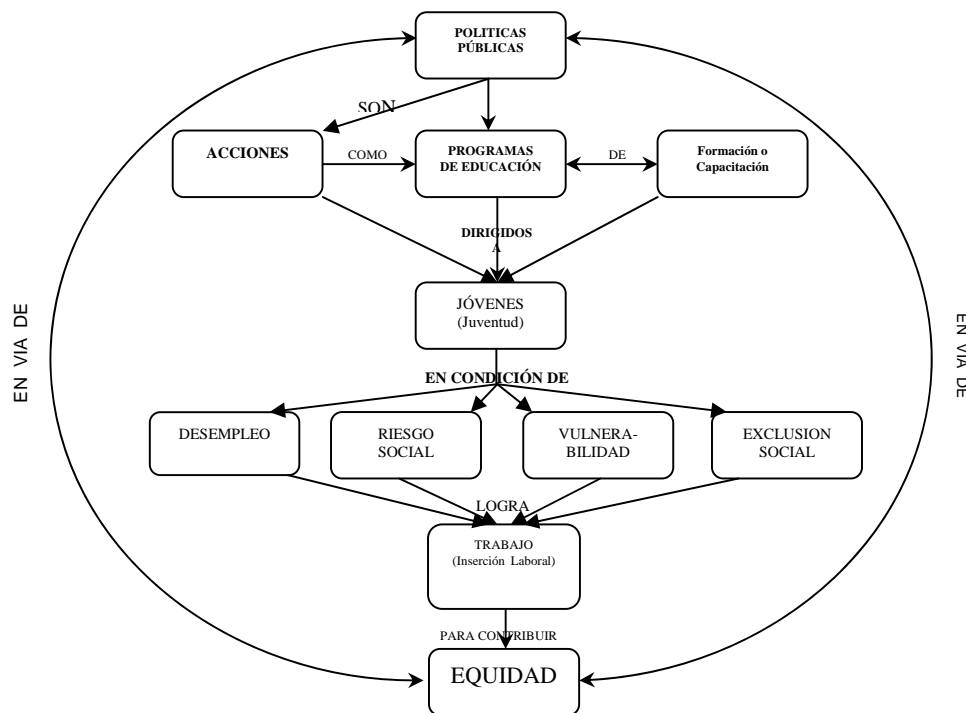 POLITICAS
PÚBLICAS
SON
ACCIONES
COMO
PROGRAMAS
DE EDUCACIÓN
DE
Formación o
Capacitación
DIRIGIDOS
A
JÓVENES
(Juventud)
EN VIA DE
EN VIA DE
EN CONDICIÓN DE
DESEMPLEO
RIESGO
SOCIAL
VULNERA-
BILIDAD
EXCLUSION
SOCIAL
LOGRA
TRABAJO
(Inserción Laboral)
PARA CONTRIBUIR
EQUIDAD